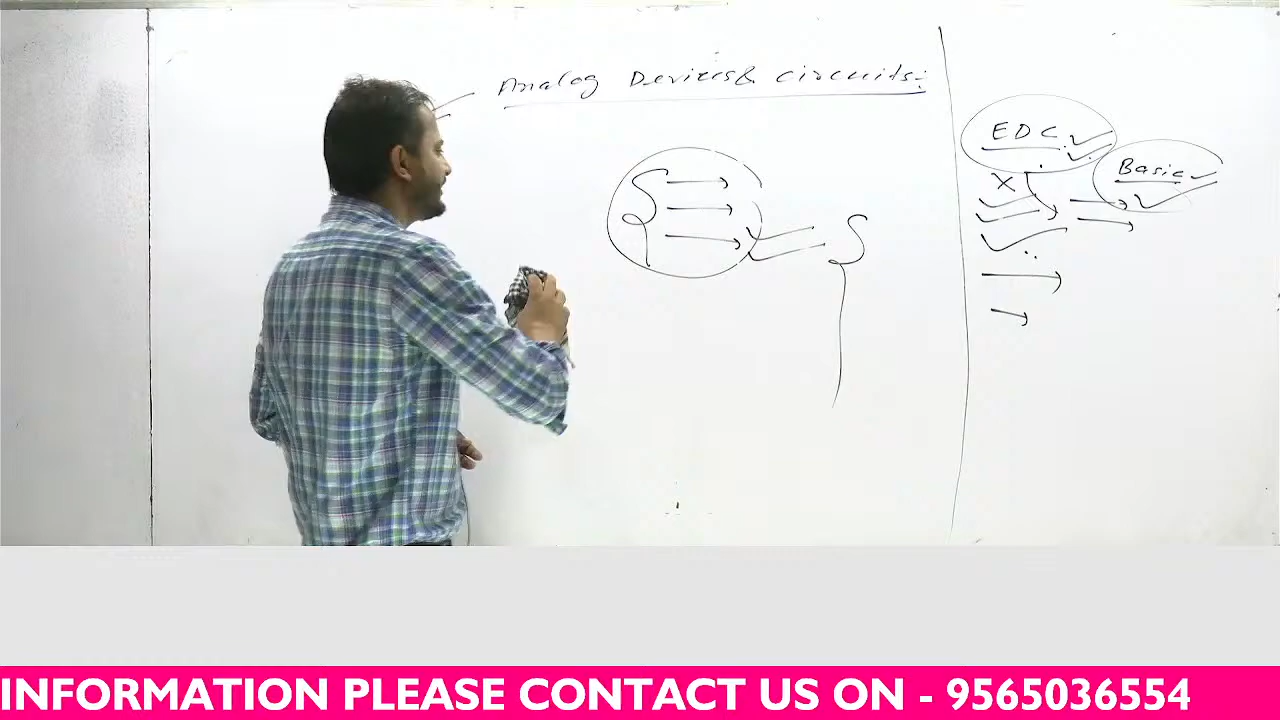 Analog Devices & circuits:
EDC
Basic
INFORMATION PLEASE CONTACT US ON - 9565036554